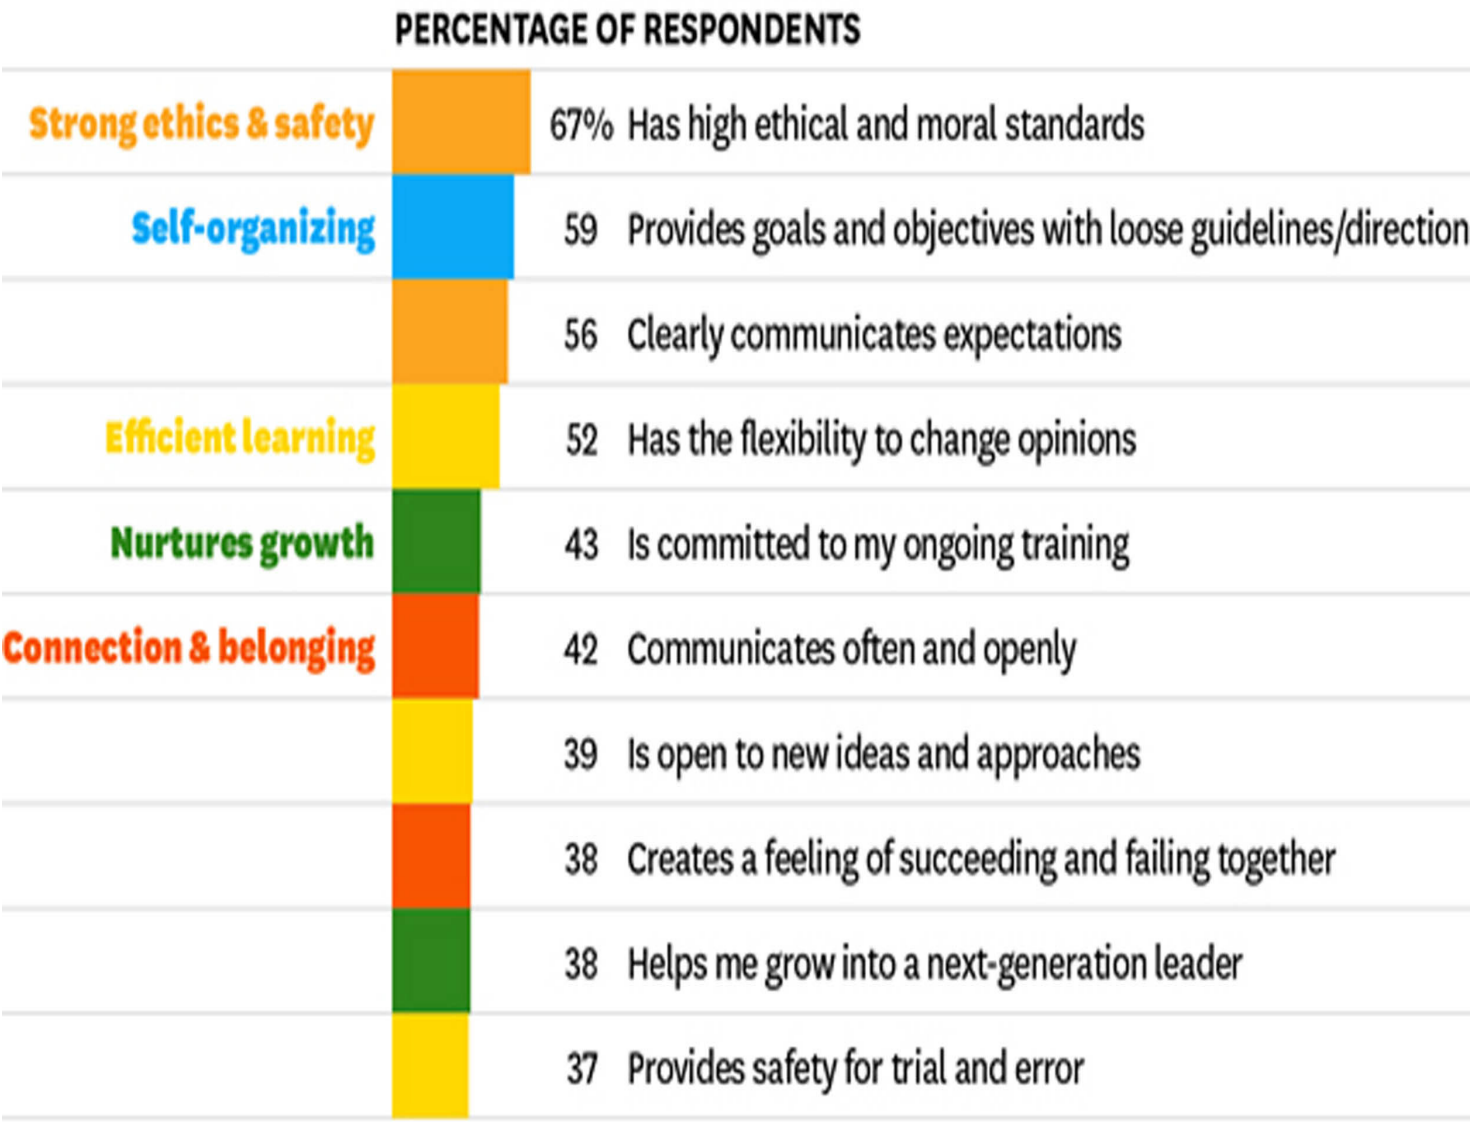 PERCENTAGE OF RESPONDENTS
Strong ethics & safety 67% Has high ethical and moral standards
Self-organizing 59 Provides goals and objectives with loose guidelines/direction
56 Clearly communicates expectations
Efficient learning 52 Has the flexibility to change opinions
Nurtures growth 43 Is committed to my ongoing training
Connection & belonging 42 Communicates often and openly
39 Is open to new ideas and approaches
38 Creates a feeling of succeeding and failing together
38 Helps me grow into a next-generation leader
37 Provides safety for trial and error